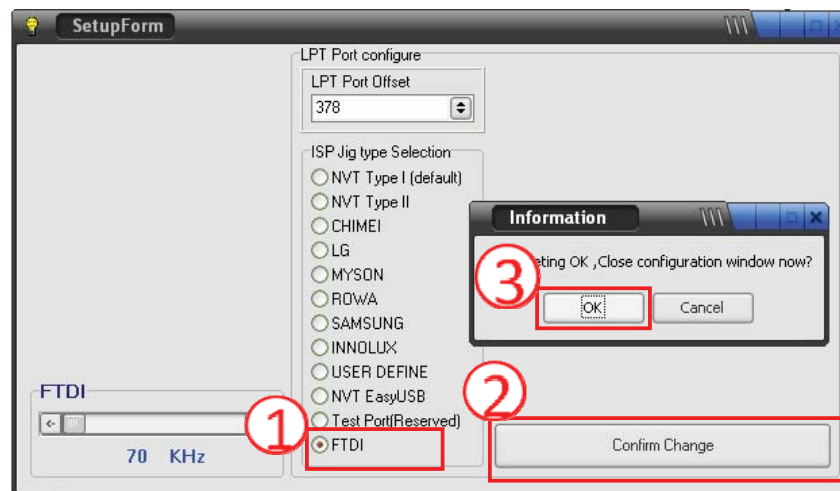 SetupForm
LPT Port configure
LPT Port Offset
378
ISP Jig type Selection
NVT Type I (default)
NVT Type II
CHIMEI
LG
MYSON
ROWA
SAMSUNG
INNOLUX
USER DEFINE
NVT EasyUSB
Test Port(Reserved)
FTDI
1
FTDI
70 KHz
Information
3
eting OK ,Close configuration window now?
OK
Cancel
2
Confirm Change